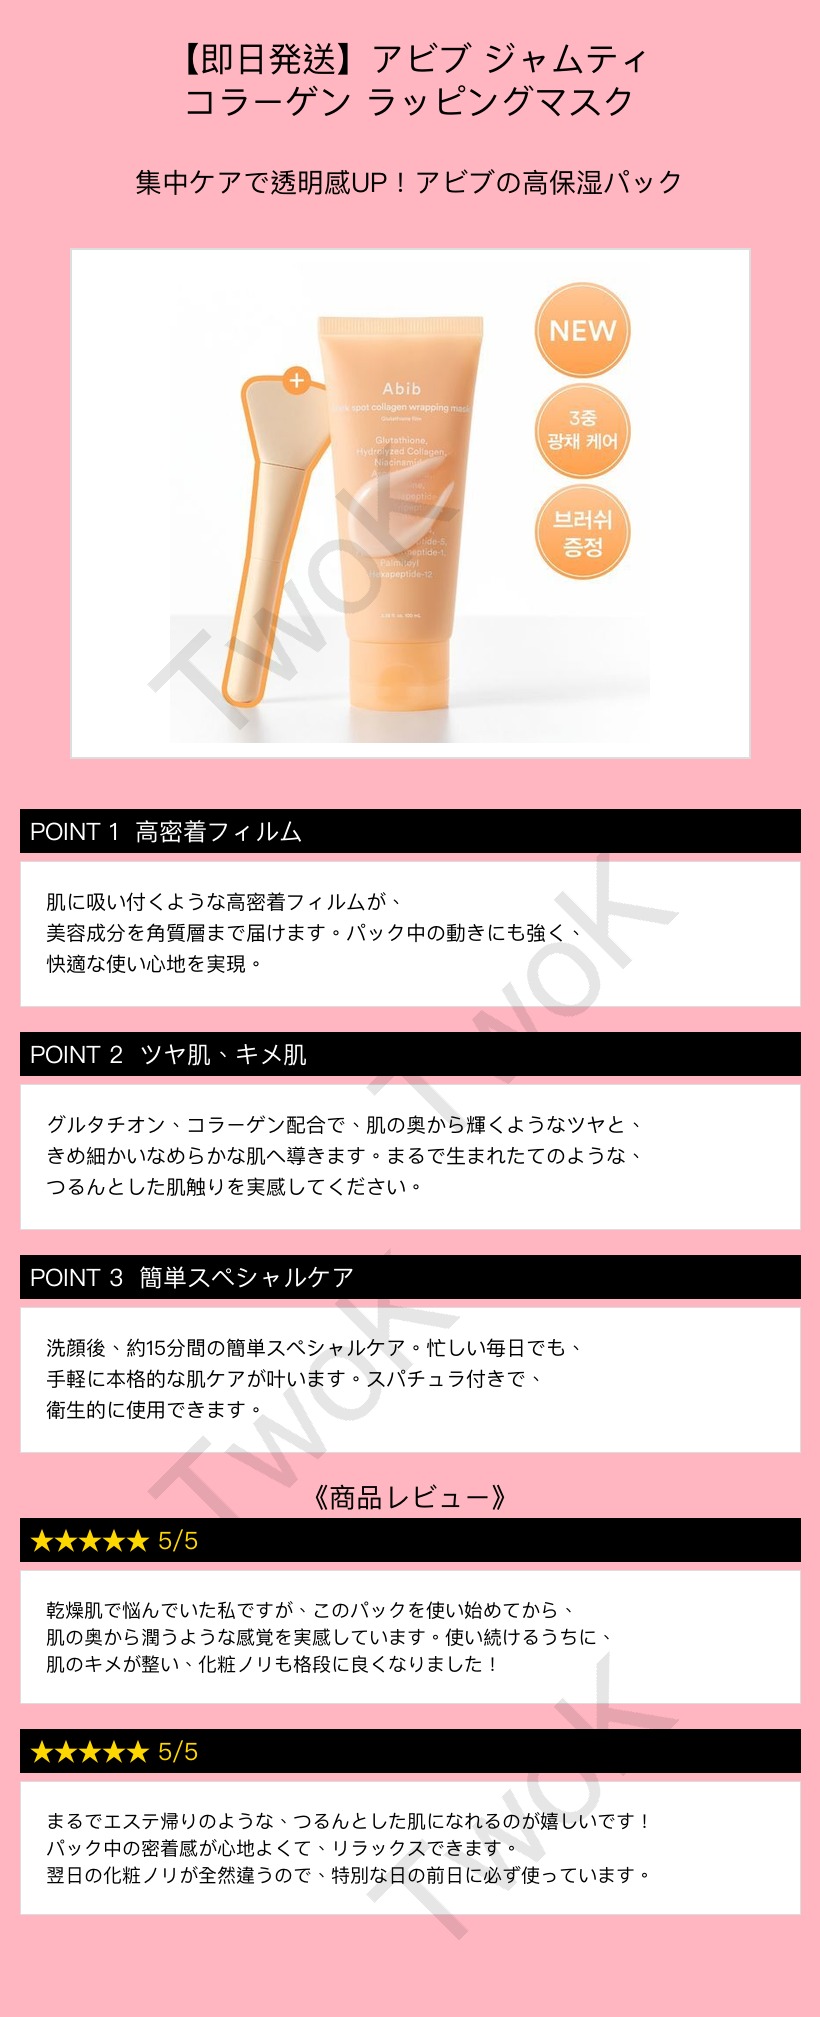 【即日発送】アビブ ジャムティ
コラーゲン ラッピングマスク
集中ケアで透明感UP！アビブの高保湿パック
NEW
3중
광채 케어
브러쉬
증정
+
Abib
spot collagen wrapping mask
Glutathione
Glutathione,
Hydrolyzed Collagen,
Niacinamide
Palmitoyl
Hexapeptide-12
TwoK
POINT 1 高密着フィルム
肌に吸い付くような高密着フィルムが、
美容成分を角質層まで届けます。パック中の動きにも強く、
快適な使い心地を実現。
TwoK
POINT 2 ツヤ肌、キメ肌
グルタチオン、コラーゲン配合で、肌の奥から輝くようなツヤと、
きめ細かいなめらかな肌へ導きます。まるで生まれたてのような、
つるんとした肌触りを実感してください。
POINT 3 簡単スペシャルケア
洗顔後、約15分間の簡単スペシャルケア。忙しい毎日でも、
手軽に本格的な肌ケアが叶います。スパチュラ付きで、
衛生的に使用できます。
TwoK
《商品レビュー》
★★★★★ 5/5
乾燥肌で悩んでいた私ですが、このパックを使い始めてから、
肌の奥から潤うような感覚を実感しています。使い続けるうちに、
肌のキメが整い、化粧ノリも格段に良くなりました！
★★★★★ 5/5
まるでエステ帰りのような、つるんとした肌になれるのが嬉しいです！
パック中の密着感が心地よくて、リラックスできます。
翌日の化粧ノリが全然違うので、特別な日の前日に必ず使っています。
TwoK